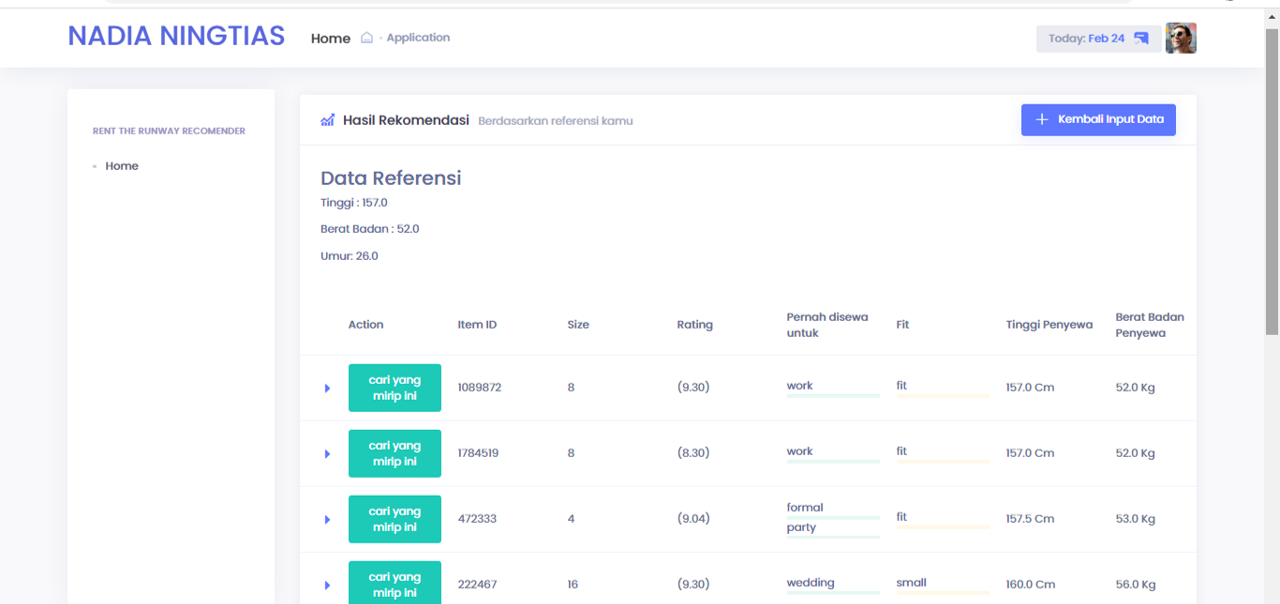 NADIA NINGTIAS Home Application Today: Feb 24
RENT THE RUNWAY RECOMENDER
Home
Hasil Rekomendasi Berdasarkan referensi kamu Kembali Input Data
Data Referensi
Tinggi : 157.0
Berat Badan : 52.0
Umur: 26.0
Action Item ID Size Rating Pernah disewa untuk Fit Tinggi Penyewa Berat Badan Penyewa
cari yang mirip ini 1089872 8 (9.30) work fit 157.0 Cm 52.0 Kg
cari yang mirip ini 1784519 8 (8.30) work fit 157.0 Cm 52.0 Kg
cari yang mirip ini 472333 4 (9.04) formal party fit 157.5 Cm 53.0 Kg
cari yang mirip ini 222467 16 (9.30) wedding small 160.0 Cm 56.0 Kg